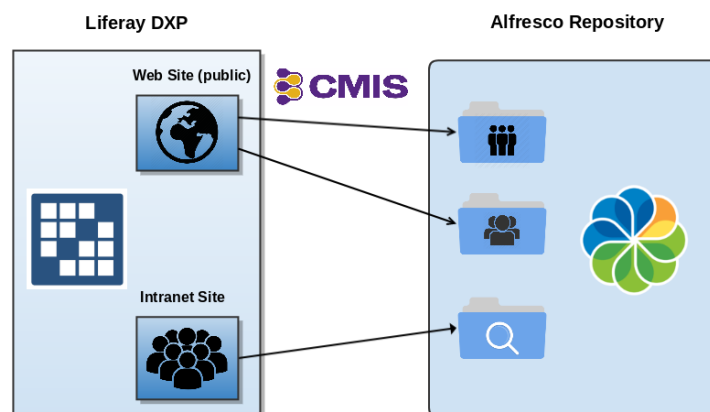 Liferay DXP
Alfresco Repository
Web Site (public)
CMIS
Intranet Site